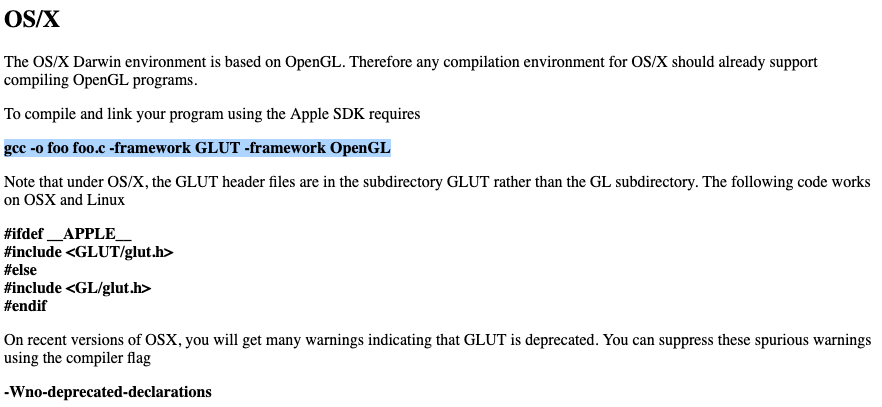 OS/X
The OS/X Darwin environment is based on OpenGL. Therefore any compilation environment for OS/X should already support
compiling OpenGL programs.
To compile and link your program using the Apple SDK requires
gcc -o foo foo.c -framework GLUT -framework OpenGL
Note that under OS/X, the GLUT header files are in the subdirectory GLUT rather than the GL subdirectory. The following code works
on OSX and Linux
#ifdef __APPLE__
#include <GLUT/glut.h>
#else
#include <GL/glut.h>
#endif
On recent versions of OSX, you will get many warnings indicating that GLUT is deprecated. You can suppress these spurious warnings
using the compiler flag
-Wno-deprecated-declarations